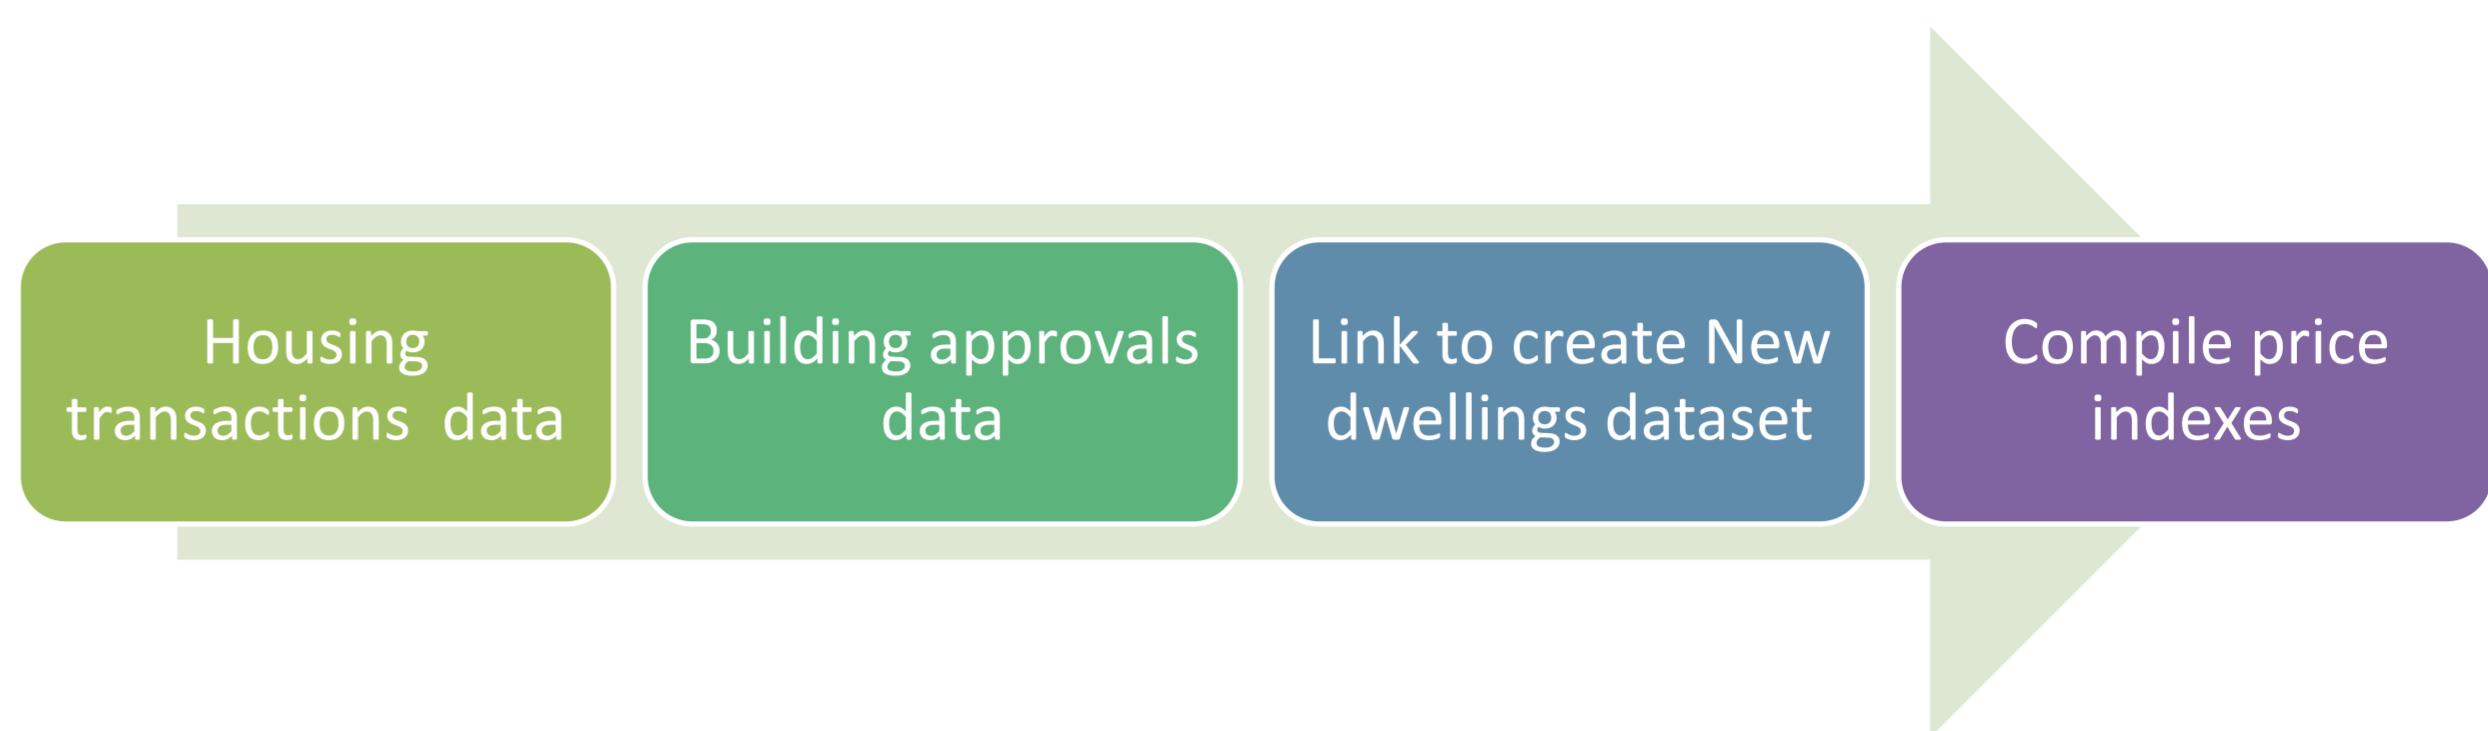 Housing
transactions  data
Building approvals
data
Link to create New
dwellings dataset
Compile price
indexes